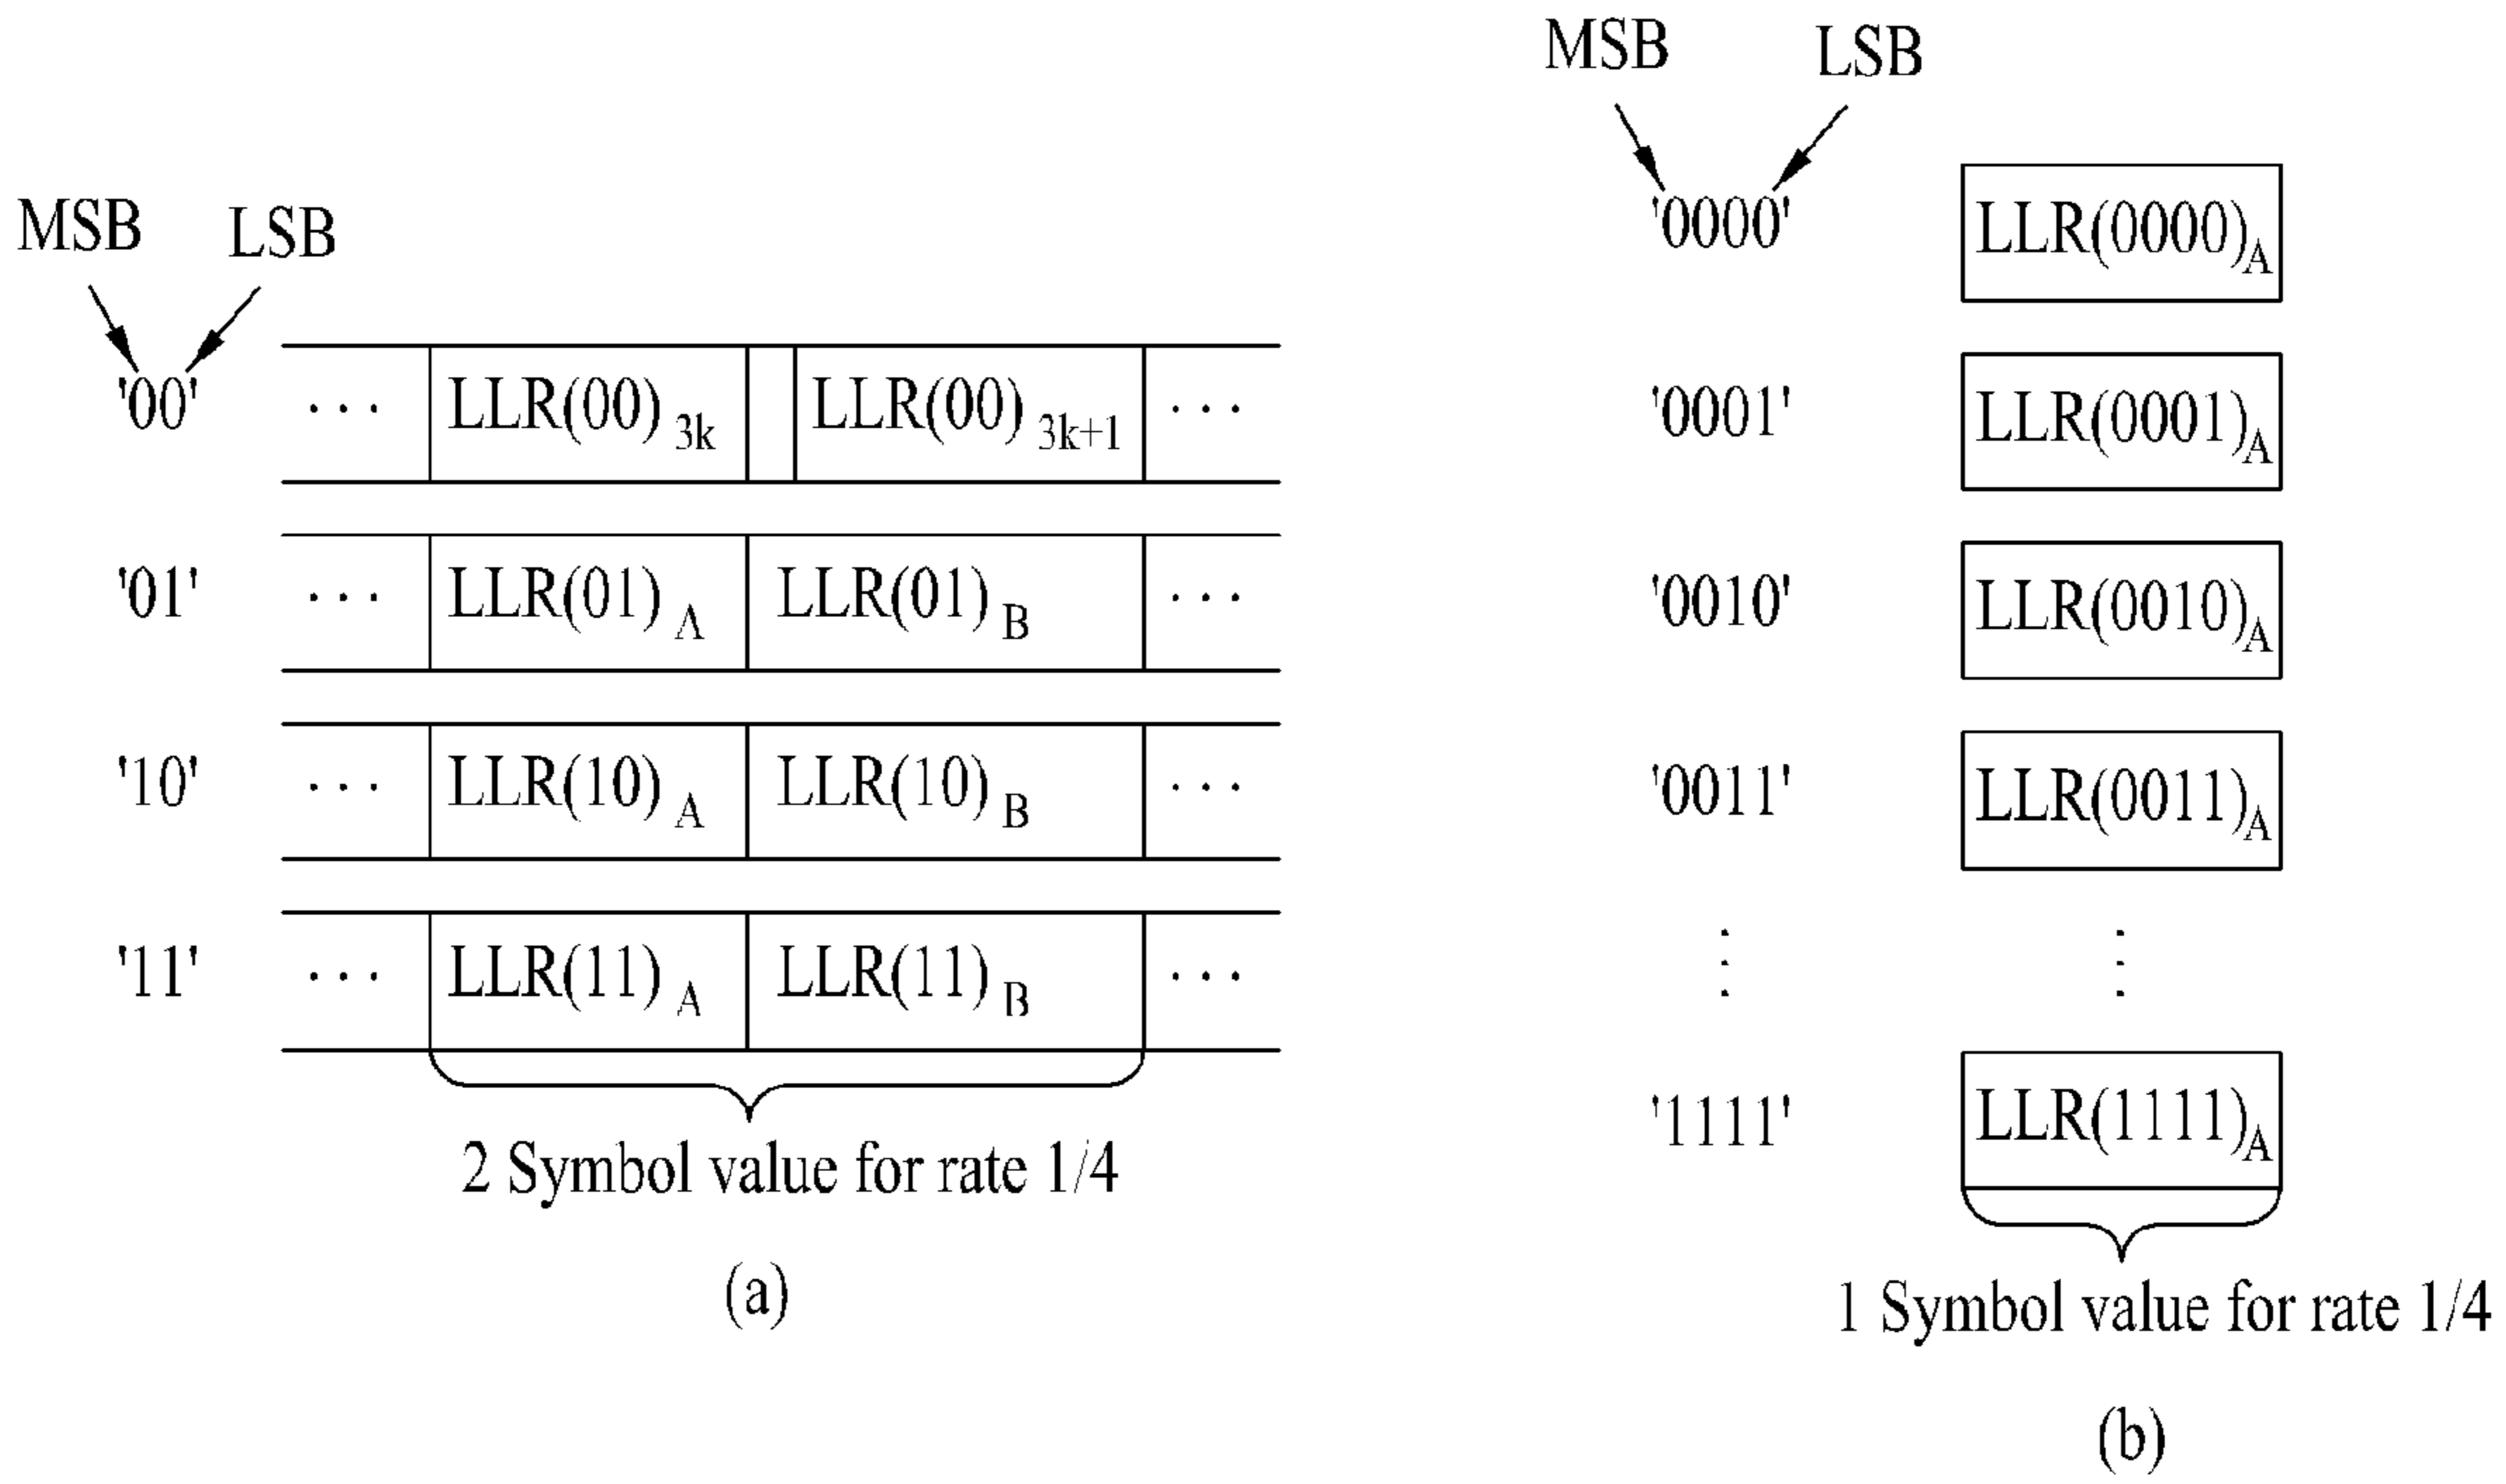 MSB LSB
'00' ... LLR(00) 3k LLR(00) 3k+1 ...
'01' ... LLR(01) A LLR(01) B ...
'10' ... LLR(10) A LLR(10) B ...
'11' ... LLR(11) A LLR(11) B ...
2 Symbol value for rate 1/4
(a)
MSB LSB
'0000' LLR(0000)A
'0001' LLR(0001)A
'0010' LLR(0010)A
'0011' LLR(0011)A
'1111' LLR(1111)A
1 Symbol value for rate 1/4
(b)